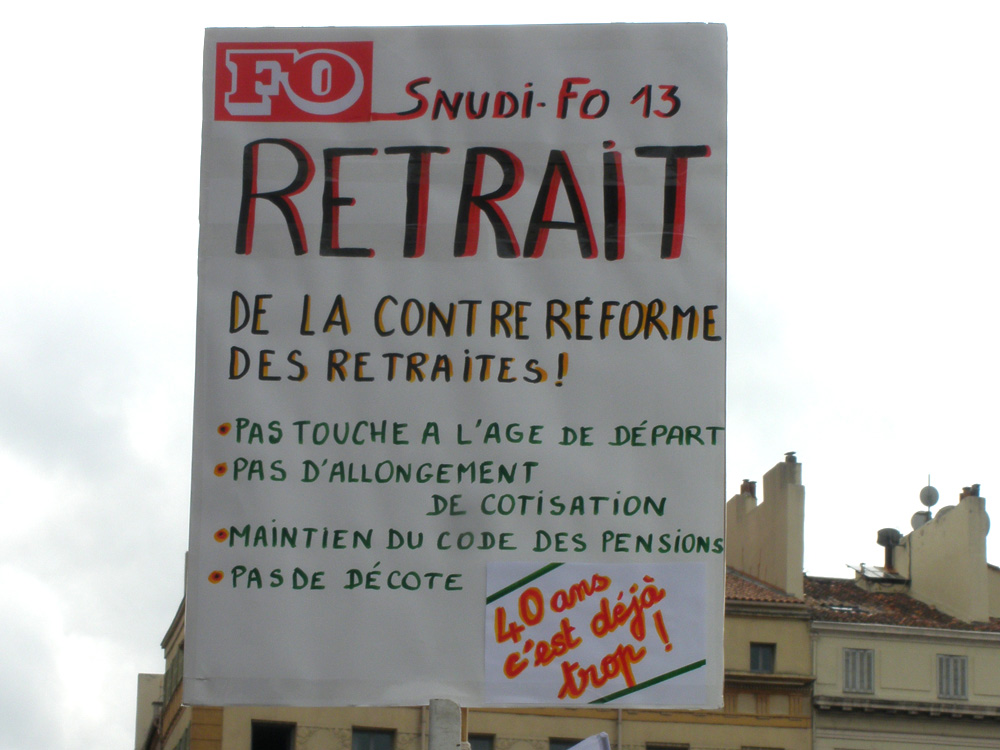 FO
SNUDi-FO 13
RETRAiT
DE LA CONTRE RÉFORME
DES RETRAiTES!
•PAS TOUCHE A L'AGE DE DÉPART
•PAS D'ALLONGEMENT
DE COTISATiON
•MAiNTIEN DU CODE DES PENSiONS
•PAS DE DÉCOTE
40 ans
c'est déjà
trop !